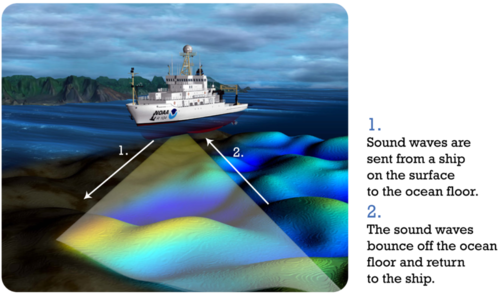 NOAA
1.
2.
1.
Sound waves are
sent from a ship
on the surface
to the ocean floor.
2.
The sound waves
bounce off the ocean
floor and return
to the ship.